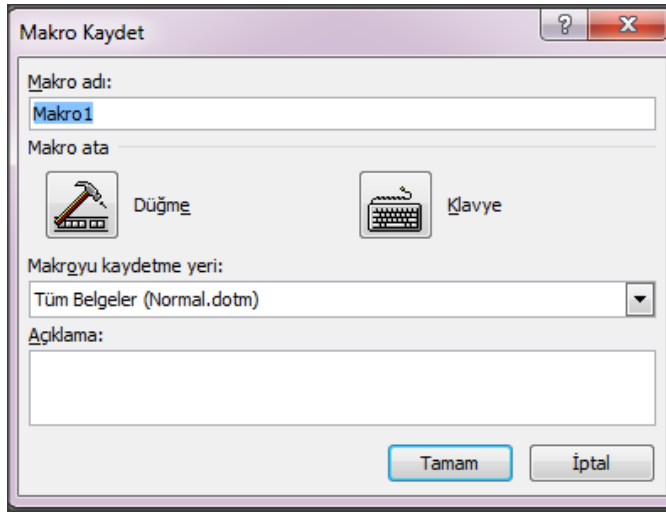 Makro Kaydet
Makro adı:
Makro1
Makro ata
Düğme
Klavye
Makroyu kaydetme yeri:
Tüm Belgeler (Normal.dotm)
Açıklama:
Tamam
İptal